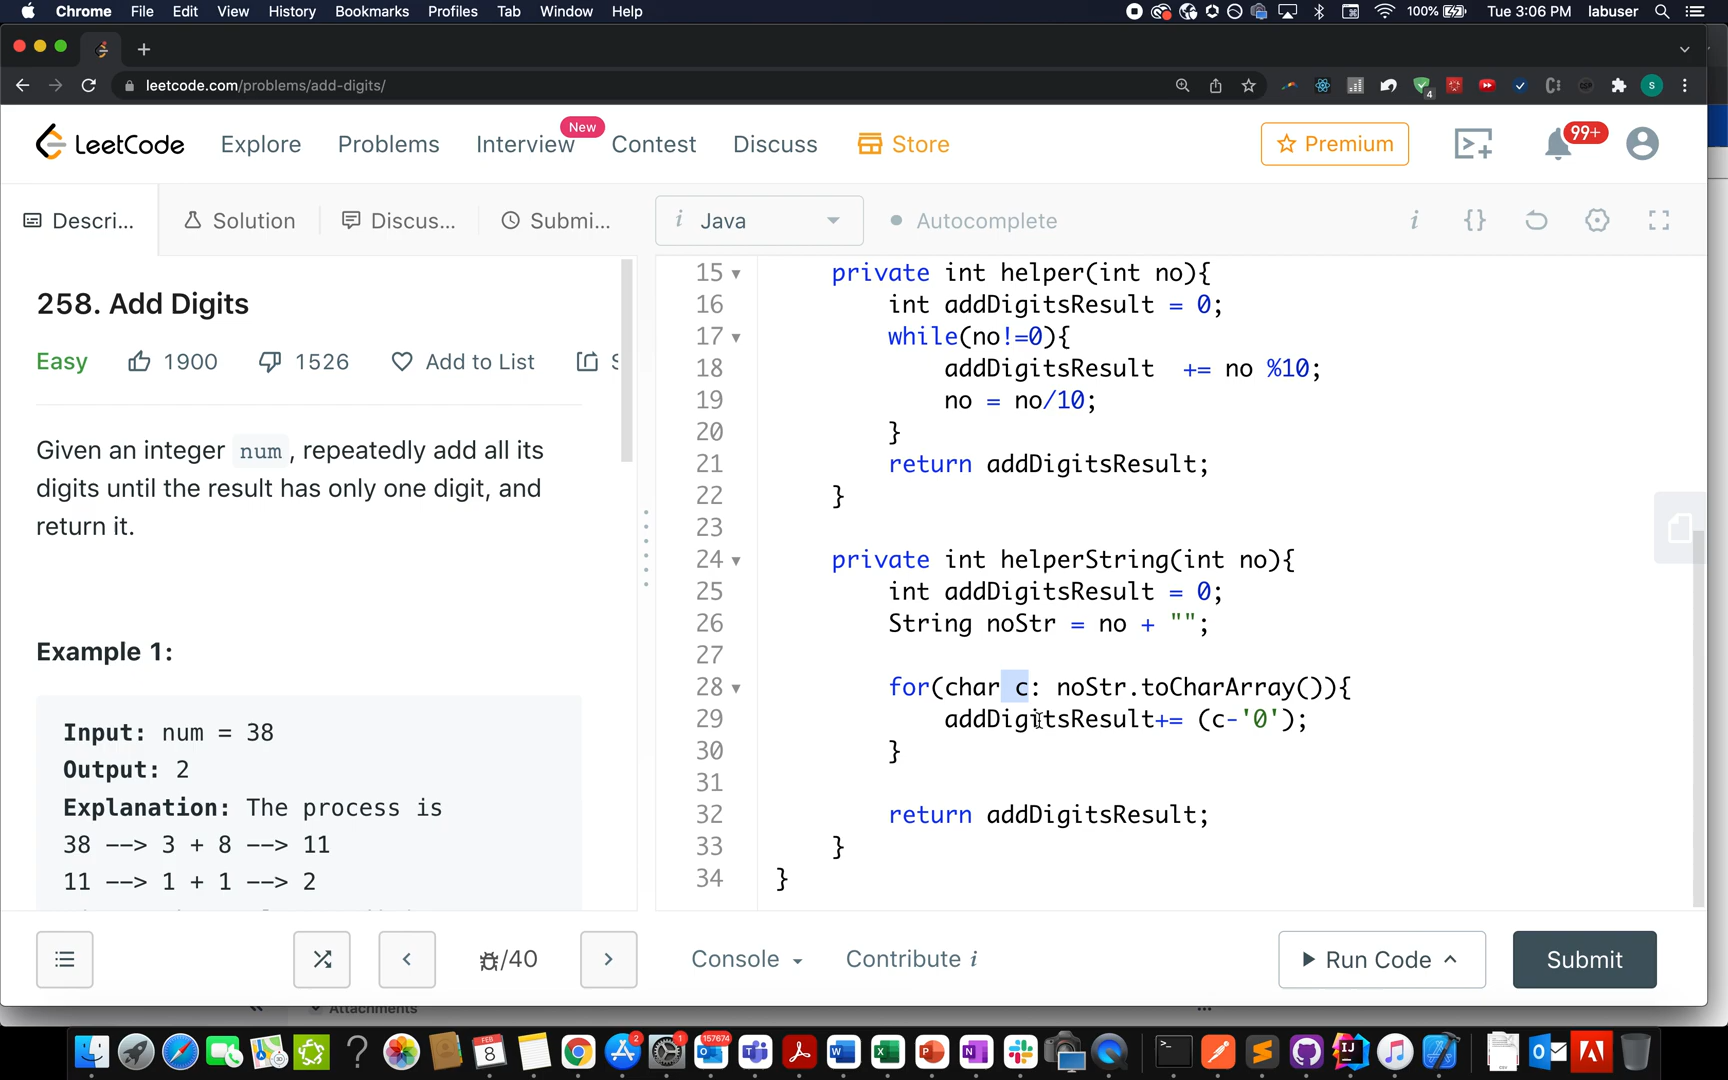 Chrome File Edit View History Bookmarks Profiles Tab Window Help 100% Tue 3:06 PM labuser
leetcode.com/problems/add-digits/
4
S
LeetCode Explore Problems Interview New Contest Discuss Store Premium 99+
Descri... Solution Discus... Submi... i Java Autocomplete i {}
258. Add Digits
Easy 1900 1526 Add to List S
Given an integer num, repeatedly add all its
digits until the result has only one digit, and
return it.
Example 1:
Input: num = 38
Output: 2
Explanation: The process is
38 --> 3 + 8 --> 11
11 --> 1 + 1 --> 2
15 private int helper(int no){
16 int addDigitsResult = 0;
17 while(no!=0){
18 addDigitsResult += no %10;
19 no = no/10;
20 }
21 return addDigitsResult;
22 }
23
24 private int helperString(int no){
25 int addDigitsResult = 0;
26 String noStr = no + "";
27
28 for(char c: noStr.toCharArray()){
29 addDigitsResult+= (c-'0');
30 }
31
32 return addDigitsResult;
33 }
34 }
/40 Console Contribute i Run Code Submit
Attachments
FEB 8 2 1 157674